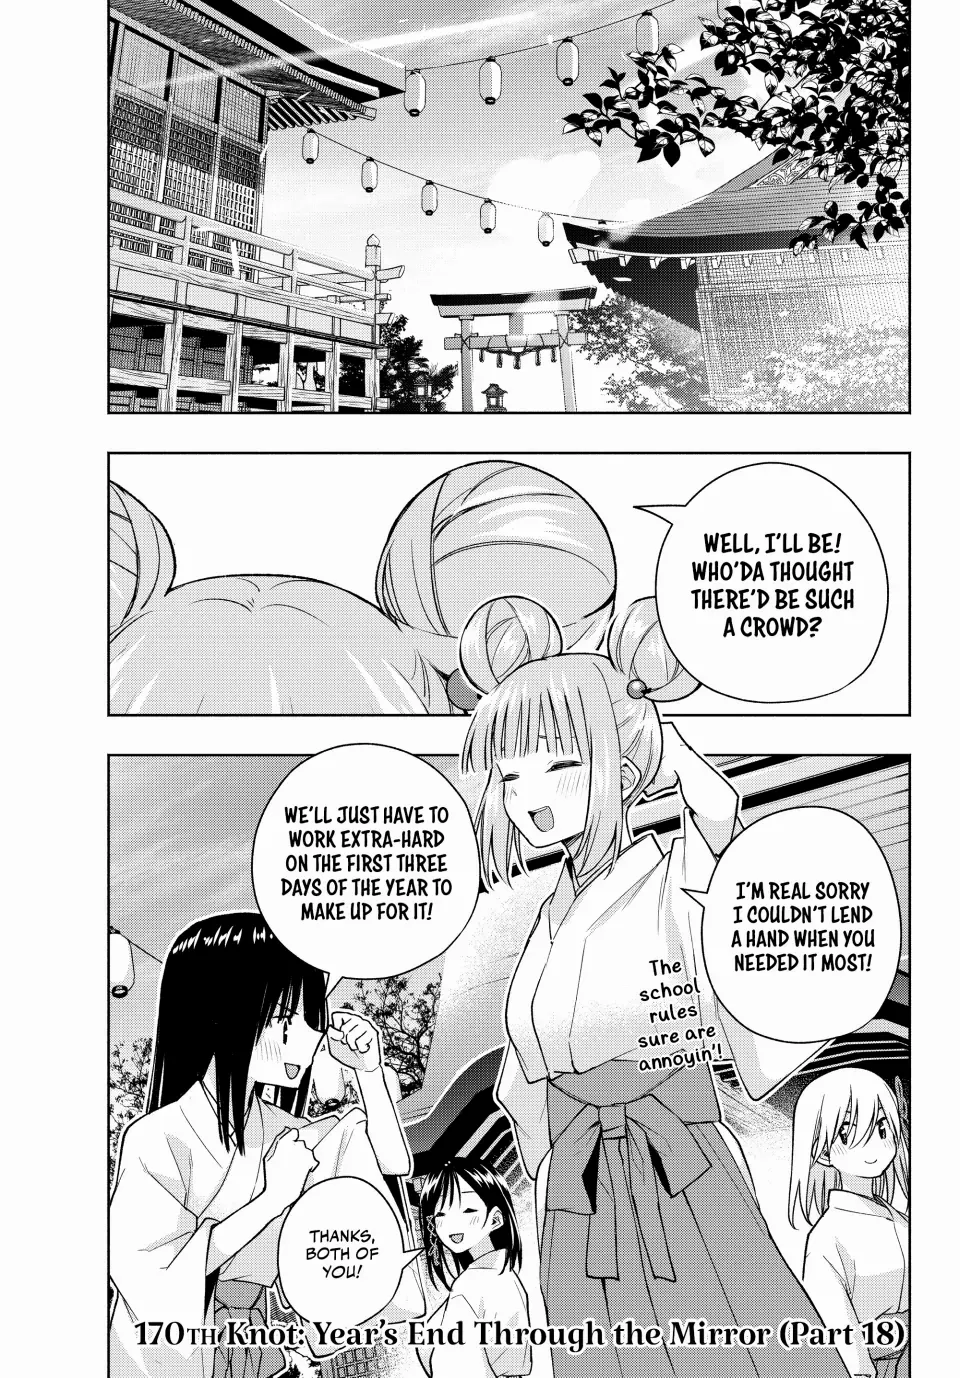 WELL, I'LL BE!
WHO'DA THOUGHT
THERE'D BE SUCH
A CROWD?
I'M REAL SORRY
I COULDN'T LEND
A HAND WHEN YOU
NEEDED IT MOST!
The
school
rules
sure are
annoyin'!
WE'LL JUST HAVE TO
WORK EXTRA-HARD
ON THE FIRST THREE
DAYS OF THE YEAR TO
MAKE UP FOR IT!
THANKS,
BOTH OF
YOU!
170TH Knot: Year's End Through the Mirror (Part 18)